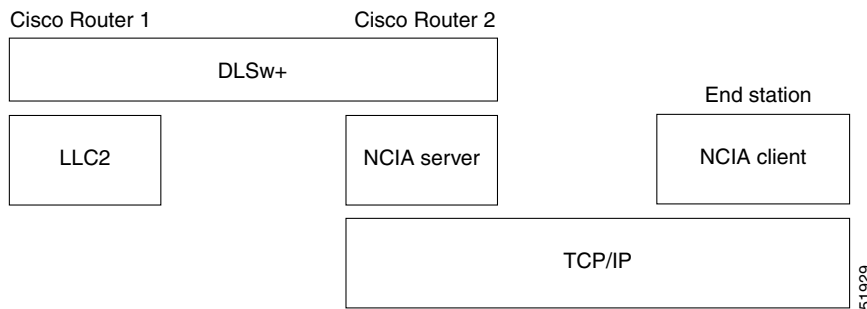 Cisco Router 1
Cisco Router 2
DLSw+
End station
LLC2
NCIA server
NCIA client
TCP/IP
51929